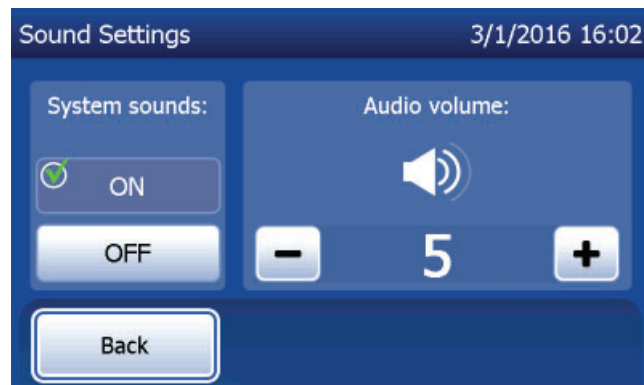 Sound Settings 3/1/2016 16:02
System sounds:
ON
OFF
Audio volume:
− 5 +
Back